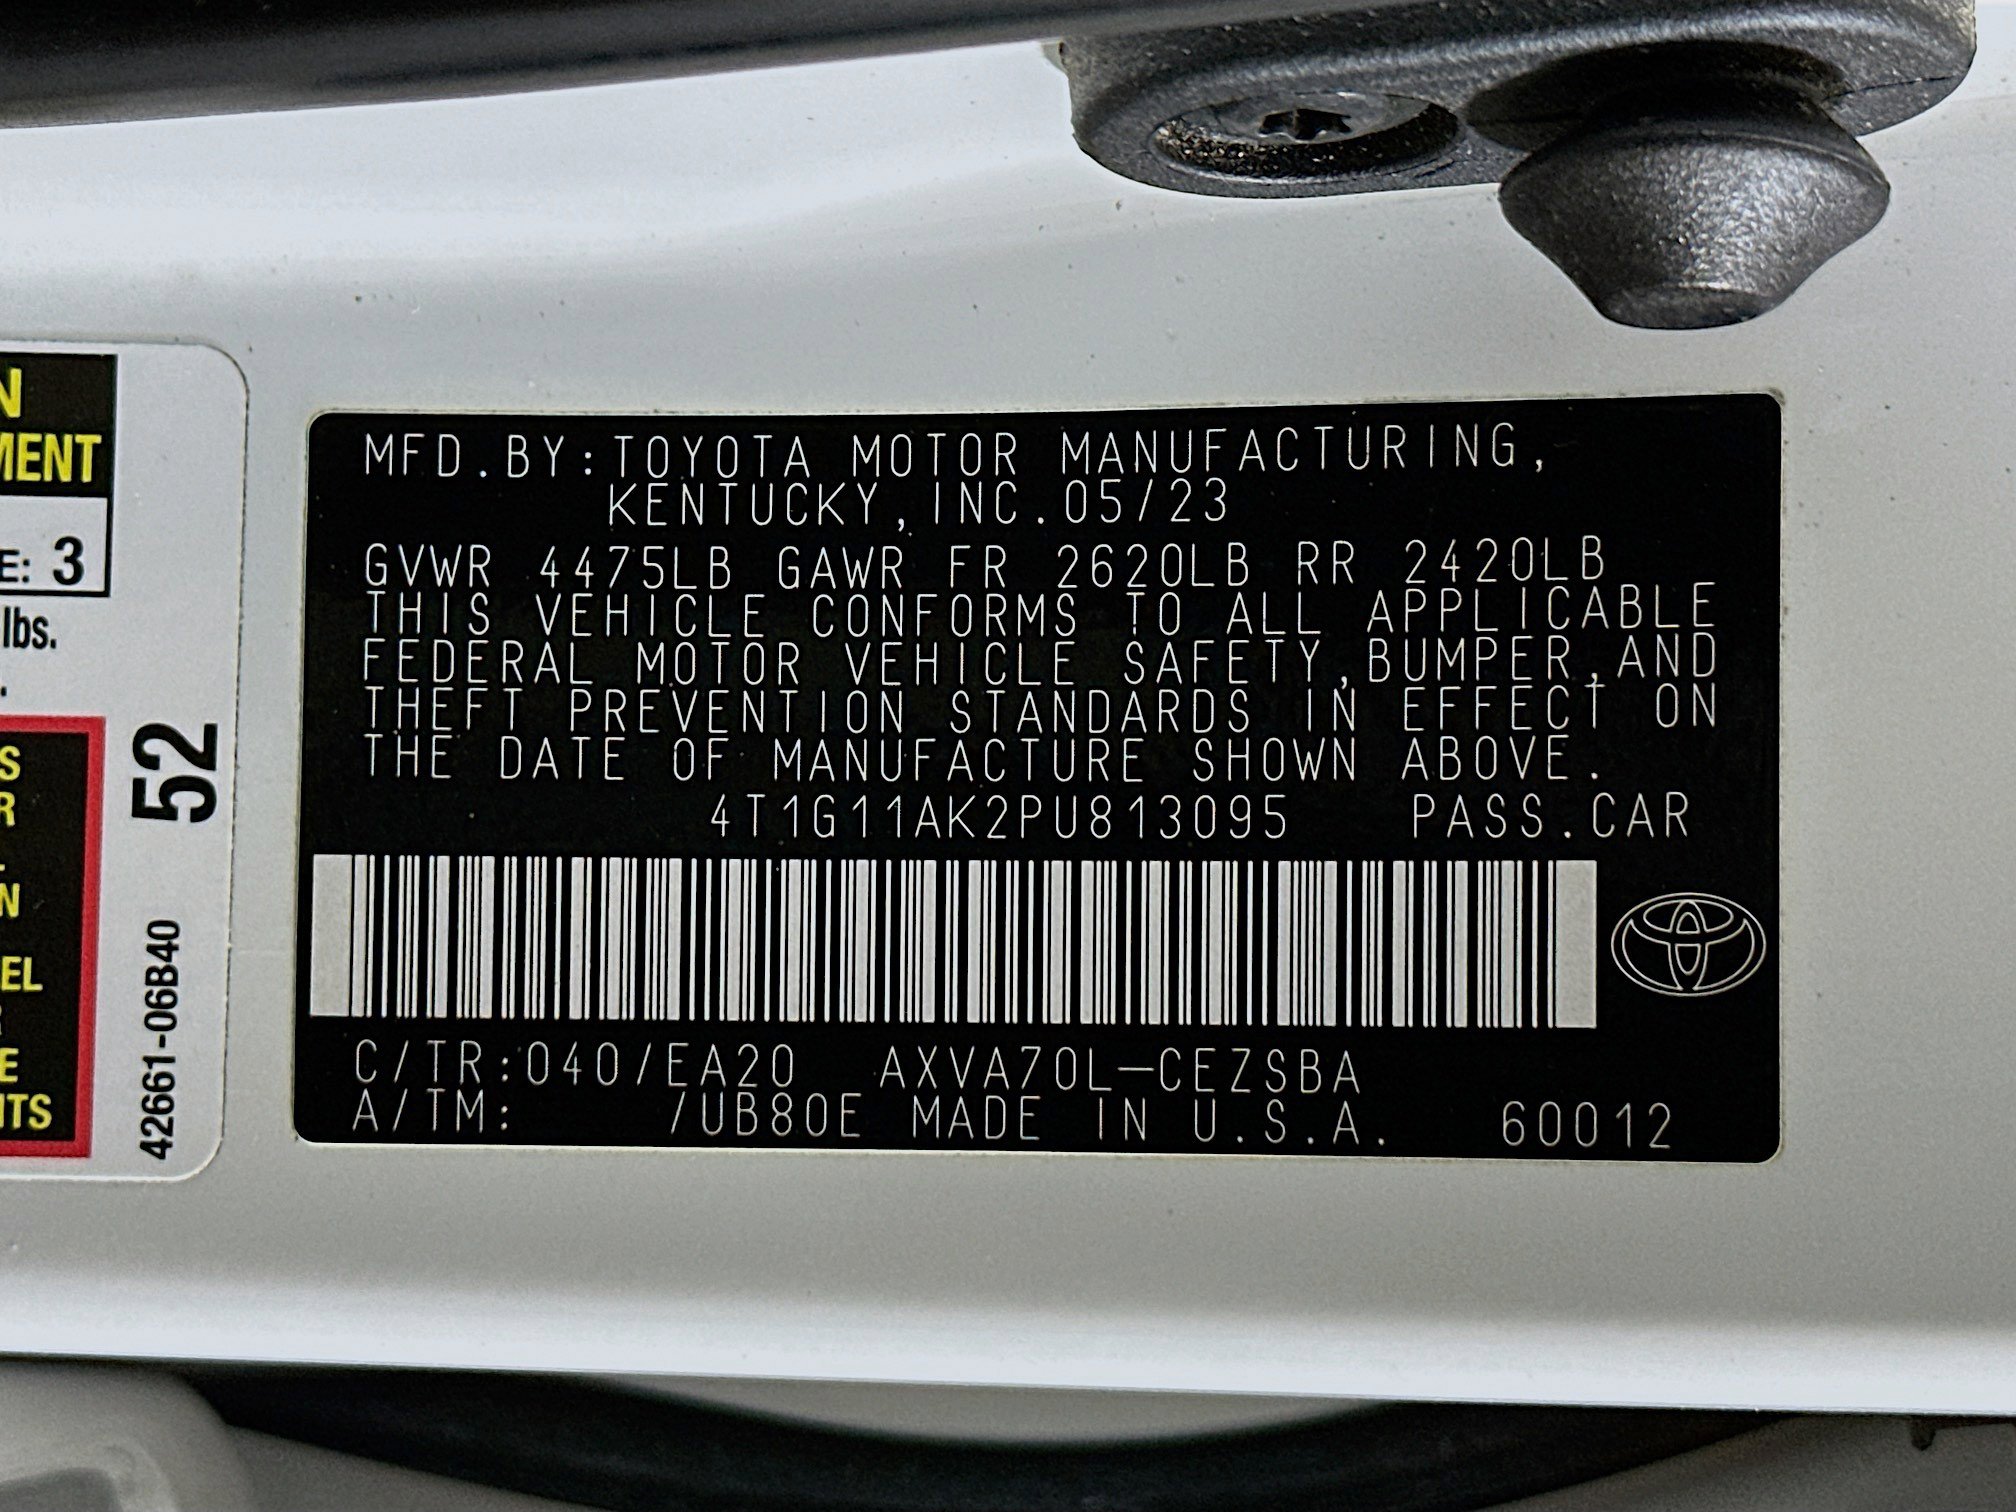 N
MENT
E: 3
lbs.
.
S
R
N
EL
E
ITS
52
42661-06B40
MFD.BY:TOYOTA MOTOR MANUFACTURING,
KENTUCKY,INC.05/23
GVWR 4475LB GAWR FR 2620LB RR 2420LB
THIS VEHICLE CONFORMS TO ALL APPLICABLE
FEDERAL MOTOR VEHICLE SAFETY,BUMPER,AND
THEFT PREVENTION STANDARDS IN EFFECT ON
THE DATE OF MANUFACTURE SHOWN ABOVE.
4T1G11AK2PU813095 PASS.CAR
C/TR:040/EA20 AXVA70L-CEZSBA
A/TM: /UB80E MADE IN U.S.A. 60012